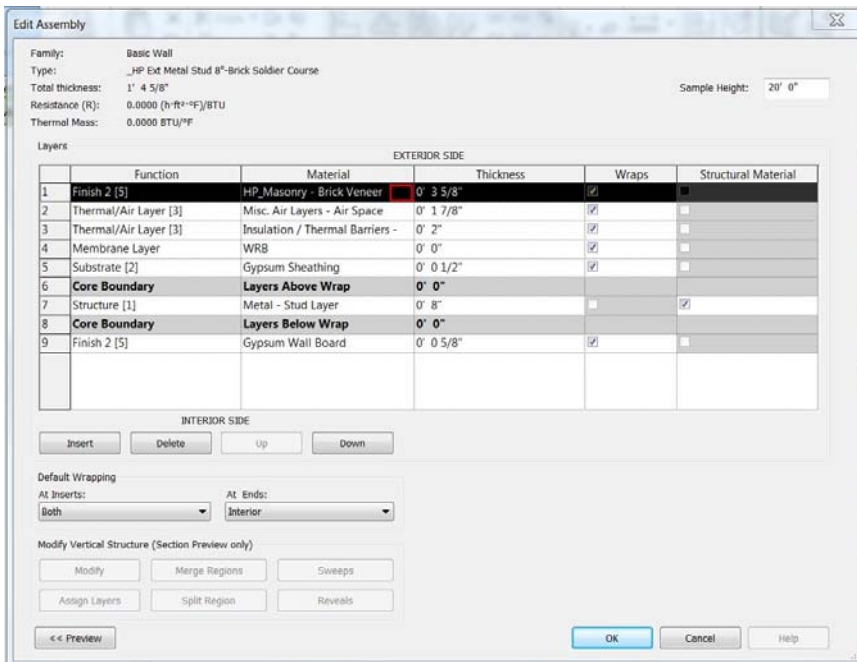 Edit Assembly
Family: Basic Wall
Type: _HP Ext Metal Stud 8"-Brick Soldier Course
Total thickness: 1' 4 5/8" Sample Height: 20' 0"
Resistance (R): 0.0000 (h·ft²·°F)/BTU
Thermal Mass: 0.0000 BTU/°F
Layers
EXTERIOR SIDE
Function Material Thickness Wraps Structural Material
1 Finish 2 [5] HP_Masonry - Brick Veneer 0' 3 5/8"
2 Thermal/Air Layer [3] Misc. Air Layers - Air Space 0' 1 7/8"
3 Thermal/Air Layer [3] Insulation / Thermal Barriers - 0' 2"
4 Membrane Layer WRB 0' 0"
5 Substrate [2] Gypsum Sheathing 0' 0 1/2"
6 Core Boundary Layers Above Wrap 0' 0"
7 Structure [1] Metal - Stud Layer 0' 8"
8 Core Boundary Layers Below Wrap 0' 0"
9 Finish 2 [5] Gypsum Wall Board 0' 0 5/8"
INTERIOR SIDE
Insert Delete Up Down
Default Wrapping
At Inserts: At Ends:
Both Interior
Modify Vertical Structure (Section Preview only)
Modify Merge Regions Sweeps
Assign Layers Split Region Reveals
<< Preview OK Cancel Help